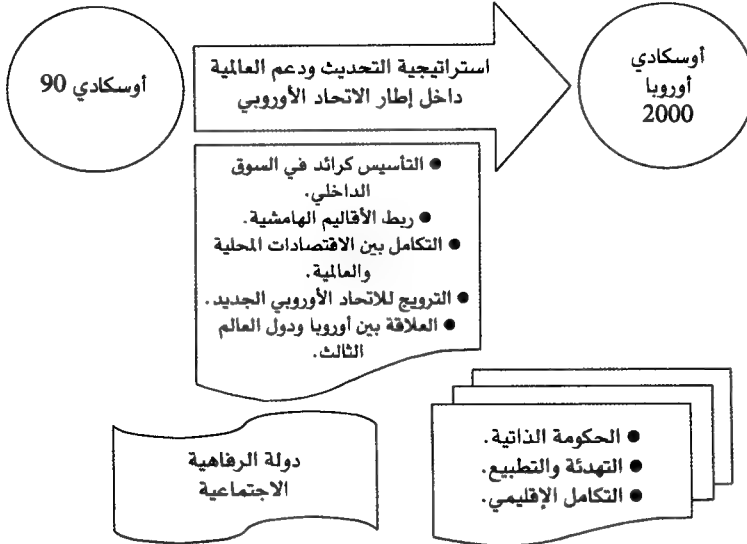 أوسكادي 90
استراتيجية التحديث ودعم العالمية
داخل إطار الاتحاد الأوروبي
أوسكادي
أوروبا
2000
● التأسيس كرائد في السوق
الداخلي.
● ربط الأقاليم الهامشية.
● التكامل بين الاقتصادات المحلية
والعالمية.
● الترويج للاتحاد الأوروبي الجديد.
● العلاقة بين أوروبا ودول العالم
الثالث.
دولة الرفاهية
الاجتماعية
● الحكومة الذاتية.
● التهدئة والتطبيع.
● التكامل الإقليمي.